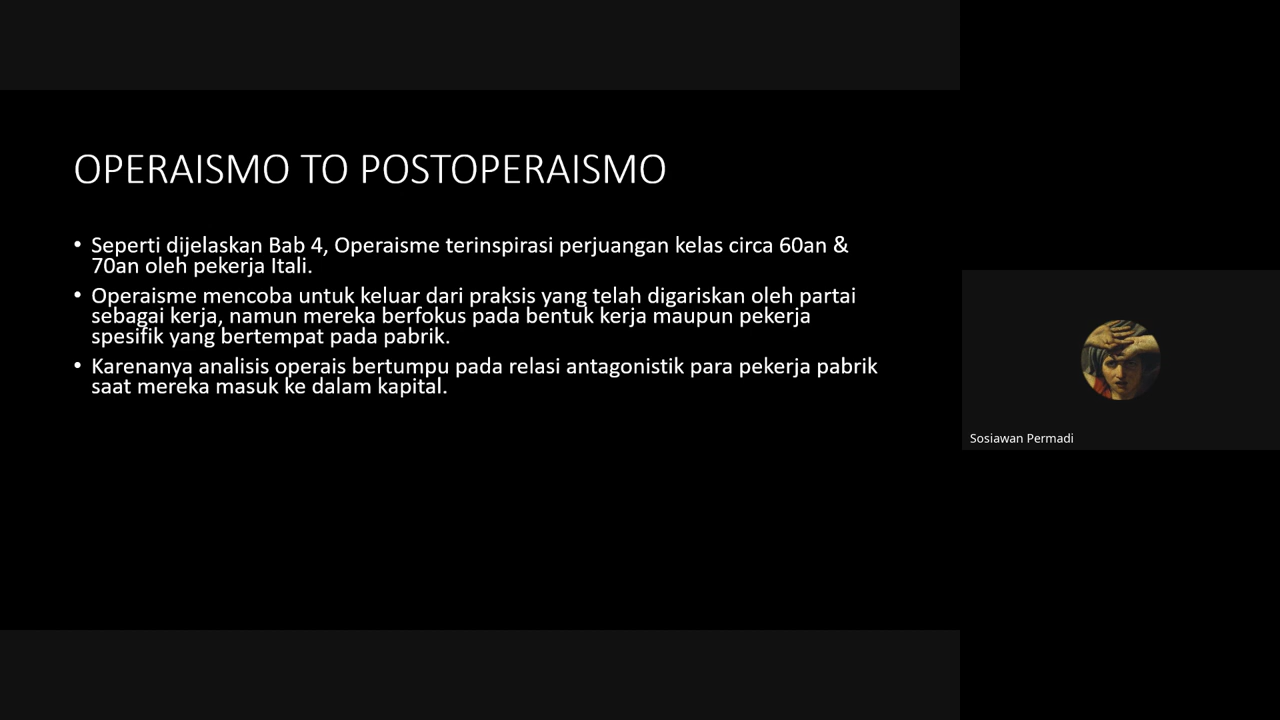 OPERAISMO TO POSTOPERAISMO
• Seperti dijelaskan Bab 4, Operaisme terinspirasi perjuangan kelas circa 60an &
70an oleh pekerja Itali.
• Operaisme mencoba untuk keluar dari praksis yang telah digariskan oleh partai
sebagai kerja, namun mereka berfokus pada bentuk kerja maupun pekerja
spesifik yang bertempat pada pabrik.
• Karenanya analisis operais bertumpu pada relasi antagonistik para pekerja pabrik
saat mereka masuk ke dalam kapital.
Sosiawan Permadi